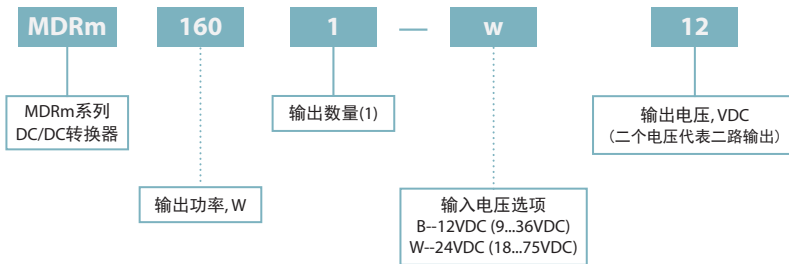 MDRm 160 1 — w 12
MDRm系列
DC/DC转换器
输出数量(1)
输出电压, VDC
(二个电压代表二路输出)
输出功率, W
输入电压选项
B--12VDC (9...36VDC)
W--24VDC (18...75VDC)